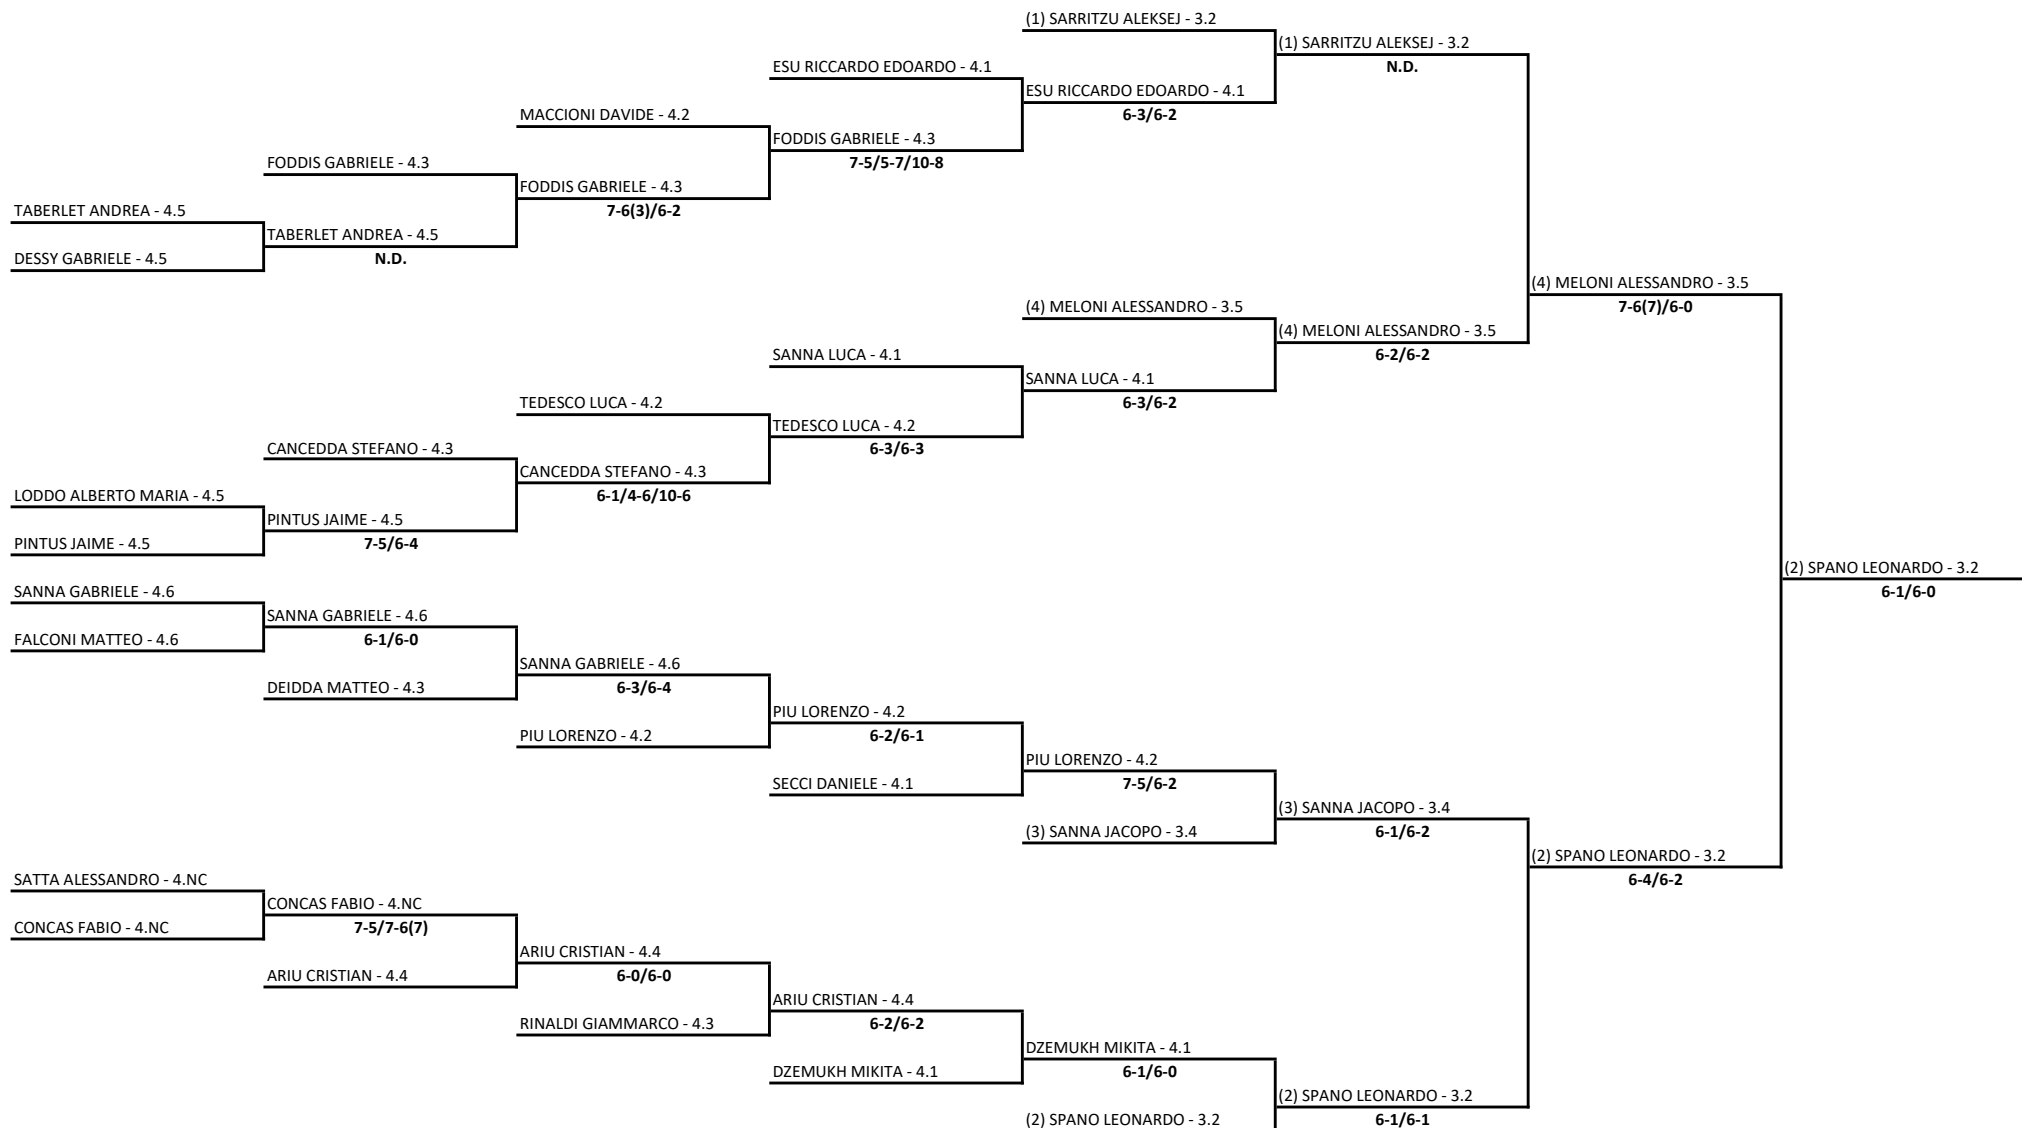 (1) SARRITZU ALEKSEJ - 3.2
(1) SARRITZU ALEKSEJ - 3.2
N.D.
ESU RICCARDO EDOARDO - 4.1
ESU RICCARDO EDOARDO - 4.1
6-3/6-2
MACCIONI DAVIDE - 4.2
FODDIS GABRIELE - 4.3
7-5/5-7/10-8
FODDIS GABRIELE - 4.3
FODDIS GABRIELE - 4.3
7-6(3)/6-2
TABERLET ANDREA - 4.5
TABERLET ANDREA - 4.5
N.D.
DESSY GABRIELE - 4.5
(4) MELONI ALESSANDRO - 3.5
7-6(7)/6-0
(4) MELONI ALESSANDRO - 3.5
(4) MELONI ALESSANDRO - 3.5
6-2/6-2
SANNA LUCA - 4.1
SANNA LUCA - 4.1
6-3/6-2
TEDESCO LUCA - 4.2
TEDESCO LUCA - 4.2
6-3/6-3
CANCEDDA STEFANO - 4.3
CANCEDDA STEFANO - 4.3
6-1/4-6/10-6
LODDO ALBERTO MARIA - 4.5
PINTUS JAIME - 4.5
7-5/6-4
PINTUS JAIME - 4.5
(2) SPANO LEONARDO - 3.2
6-1/6-0
SANNA GABRIELE - 4.6
SANNA GABRIELE - 4.6
6-1/6-0
FALCONI MATTEO - 4.6
SANNA GABRIELE - 4.6
6-3/6-4
DEIDDA MATTEO - 4.3
PIU LORENZO - 4.2
6-2/6-1
PIU LORENZO - 4.2
PIU LORENZO - 4.2
7-5/6-2
SECCI DANIELE - 4.1
(3) SANNA JACOPO - 3.4
6-1/6-2
(3) SANNA JACOPO - 3.4
(2) SPANO LEONARDO - 3.2
6-4/6-2
SATTA ALESSANDRO - 4.NC
CONCAS FABIO - 4.NC
7-5/7-6(7)
CONCAS FABIO - 4.NC
ARIU CRISTIAN - 4.4
6-0/6-0
ARIU CRISTIAN - 4.4
ARIU CRISTIAN - 4.4
6-2/6-2
RINALDI GIAMMARCO - 4.3
DZEMUKH MIKITA - 4.1
6-1/6-0
DZEMUKH MIKITA - 4.1
(2) SPANO LEONARDO - 3.2
6-1/6-1
(2) SPANO LEONARDO - 3.2